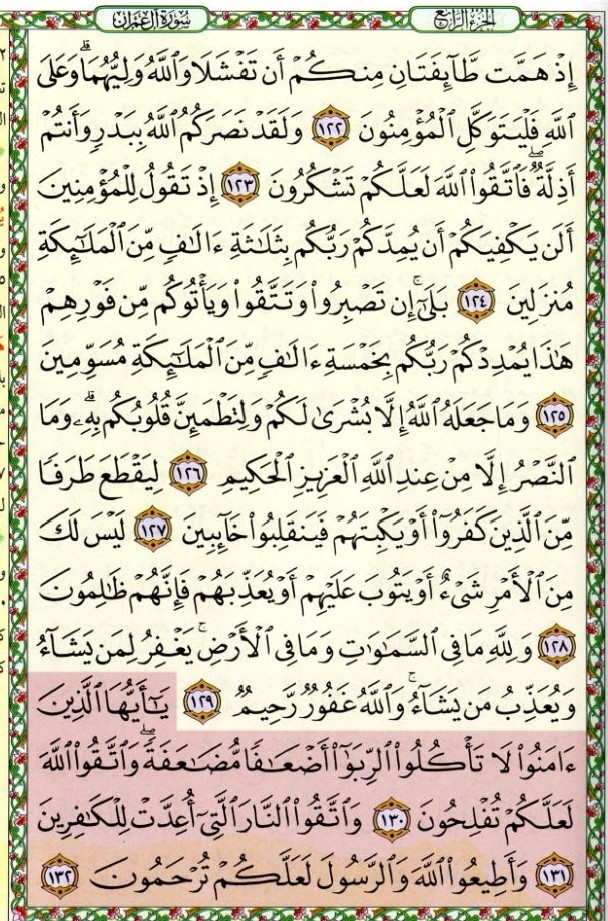 الجزء الرابع
سورة آل عمران
إِذْ هَمَّت طَّآئِفَتَانِ مِنكُمْ أَن تَفْشَلَا وَٱللَّهُ وَلِيُّهُمَا ۗ وَعَلَى
ٱللَّهِ فَلْيَتَوَكَّلِ ٱلْمُؤْمِنُونَ ١٢٢ وَلَقَدْ نَصَرَكُمُ ٱللَّهُ بِبَدْرٍ وَأَنتُمْ
أَذِلَّةٌ ۖ فَٱتَّقُوا۟ ٱللَّهَ لَعَلَّكُمْ تَشْكُرُونَ ١٢٣ إِذْ تَقُولُ لِلْمُؤْمِنِينَ
أَلَن يَكْفِيَكُمْ أَن يُمِدَّكُمْ رَبُّكُم بِثَلَـٰثَةِ ءَالَـٰفٍ مِّنَ ٱلْمَلَـٰٓئِكَةِ
مُنزَلِينَ ١٢٤ بَلَىٰٓ ۚ إِن تَصْبِرُوا۟ وَتَتَّقُوا۟ وَيَأْتُوكُم مِّن فَوْرِهِمْ
هَـٰذَا يُمْدِدْكُمْ رَبُّكُم بِخَمْسَةِ ءَالَـٰفٍ مِّنَ ٱلْمَلَـٰٓئِكَةِ مُسَوِّمِينَ
١٢٥ وَمَا جَعَلَهُ ٱللَّهُ إِلَّا بُشْرَىٰ لَكُمْ وَلِتَطْمَئِنَّ قُلُوبُكُم بِهِۦ ۗ وَمَا
ٱلنَّصْرُ إِلَّا مِنْ عِندِ ٱللَّهِ ٱلْعَزِيزِ ٱلْحَكِيمِ ١٢٦ لِيَقْطَعَ طَرَفًا
مِّنَ ٱلَّذِينَ كَفَرُوٓا۟ أَوْ يَكْبِتَهُمْ فَيَنقَلِبُوا۟ خَآئِبِينَ ١٢٧ لَيْسَ لَكَ
مِنَ ٱلْأَمْرِ شَىْءٌ أَوْ يَتُوبَ عَلَيْهِمْ أَوْ يُعَذِّبَهُمْ فَإِنَّهُمْ ظَـٰلِمُونَ
١٢٨ وَلِلَّهِ مَا فِى ٱلسَّمَـٰوَٰتِ وَمَا فِى ٱلْأَرْضِ ۚ يَغْفِرُ لِمَن يَشَآءُ
وَيُعَذِّبُ مَن يَشَآءُ ۚ وَٱللَّهُ غَفُورٌ رَّحِيمٌ ١٢٩ يَـٰٓأَيُّهَا ٱلَّذِينَ
ءَامَنُوا۟ لَا تَأْكُلُوا۟ ٱلرِّبَوٰٓا۟ أَضْعَـٰفًا مُّضَـٰعَفَةً ۖ وَٱتَّقُوا۟ ٱللَّهَ
لَعَلَّكُمْ تُفْلِحُونَ ١٣٠ وَٱتَّقُوا۟ ٱلنَّارَ ٱلَّتِىٓ أُعِدَّتْ لِلْكَـٰفِرِينَ
١٣١ وَأَطِيعُوا۟ ٱللَّهَ وَٱلرَّسُولَ لَعَلَّكُمْ تُرْحَمُونَ ١٣٢